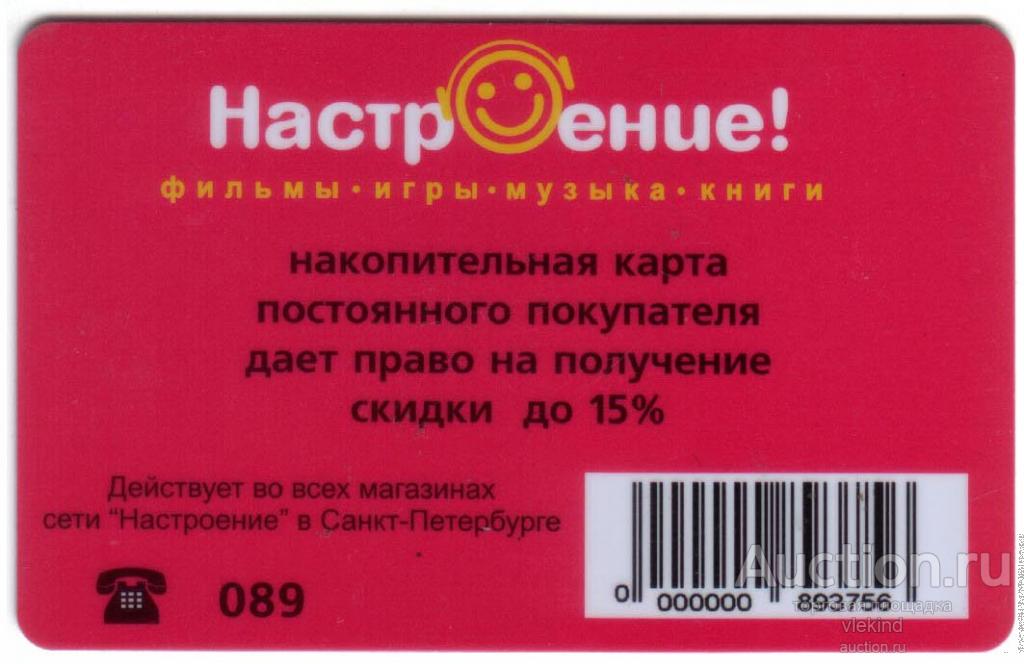 Настроение!
фильмы·игры·музыка·книги
накопительная карта
постоянного покупателя
дает право на получение
скидки до 15%
Действует во всех магазинах
сети "Настроение" в Санкт-Петербурге
089
0 000000 893756
Auction.ru
торговая площадка
vlekind
auction.ru